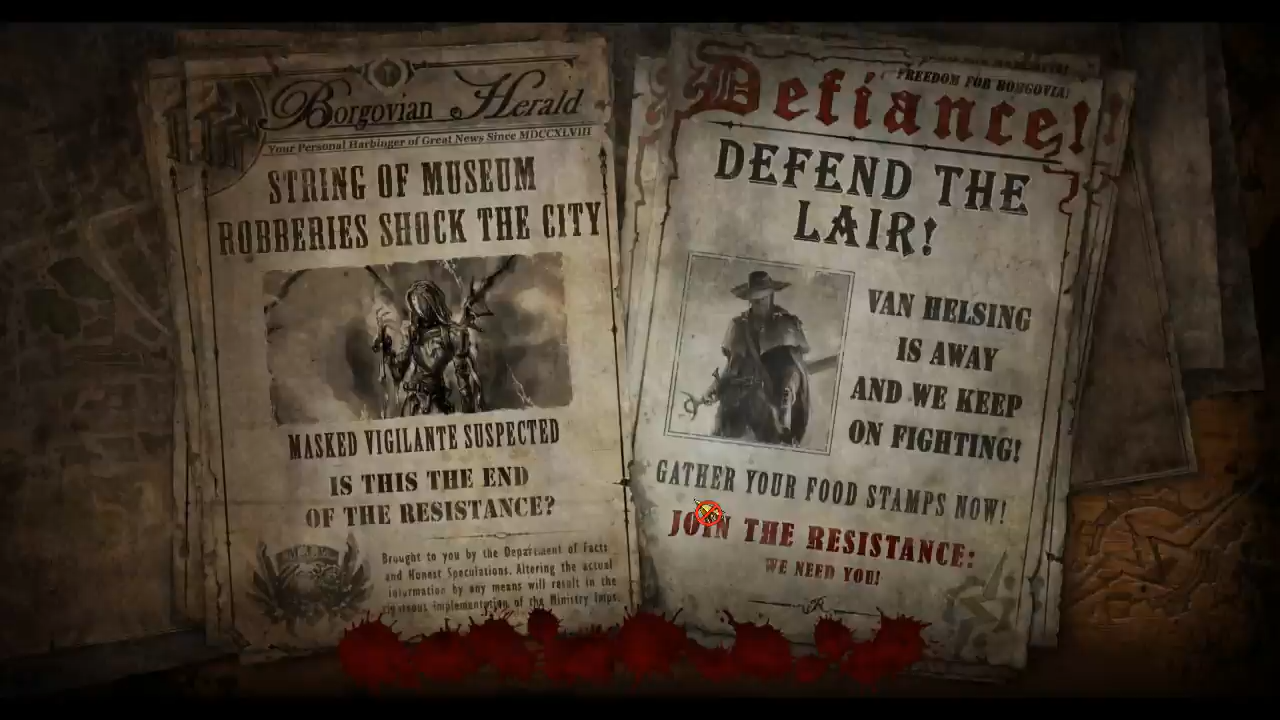 Borgovian Herald
Your Personal Harbinger of Great News Since MDCCXLVIII
STRING OF MUSEUM
ROBBERIES SHOCK THE CITY
MASKED VIGILANTE SUSPECTED
IS THIS THE END
OF THE RESISTANCE?
Brought to you by the Department of Facts
and Honest Speculations. Altering the actual
information by any means will result in the
rigorous implementation of the Ministry Imps.
FREEDOM FOR BORGOVIA!
Defiance!
DEFEND THE
LAIR!
VAN HELSING
IS AWAY
AND WE KEEP
ON FIGHTING!
GATHER YOUR FOOD STAMPS NOW!
JOIN THE RESISTANCE:
WE NEED YOU!